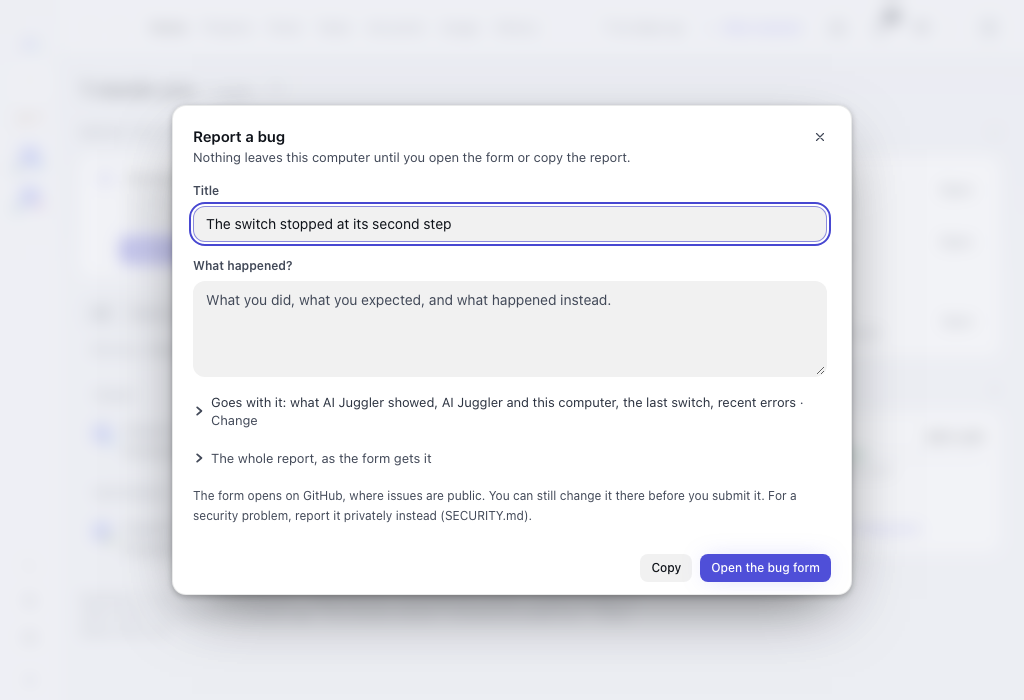 Report a bug
Nothing leaves this computer until you open the form or copy the report.
Title
The switch stopped at its second step
What happened?
What you did, what you expected, and what happened instead.
Goes with it: what AI Juggler showed, AI Juggler and this computer, the last switch, recent errors ·
Change
The whole report, as the form gets it
The form opens on GitHub, where issues are public. You can still change it there before you submit it. For a
security problem, report it privately instead (SECURITY.md).
Copy
Open the bug form